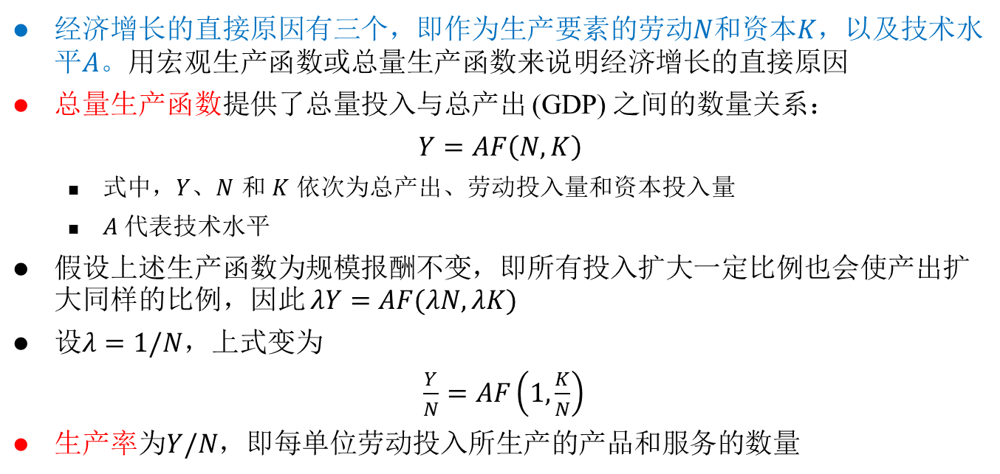 ● 经济增长的直接原因有三个，即作为生产要素的劳动N和资本K，以及技术水
平A。用宏观生产函数或总量生产函数来说明经济增长的直接原因
● 总量生产函数提供了总量投入与总产出 (GDP) 之间的数量关系：
Y = AF(N, K)
■ 式中，Y、N 和 K 依次为总产出、劳动投入量和资本投入量
■ A 代表技术水平
● 假设上述生产函数为规模报酬不变，即所有投入扩大一定比例也会使产出扩
大同样的比例，因此 λY = AF(λN, λK)
● 设λ = 1/N，上式变为
Y/N = AF(1, K/N)
● 生产率为Y/N，即每单位劳动投入所生产的产品和服务的数量